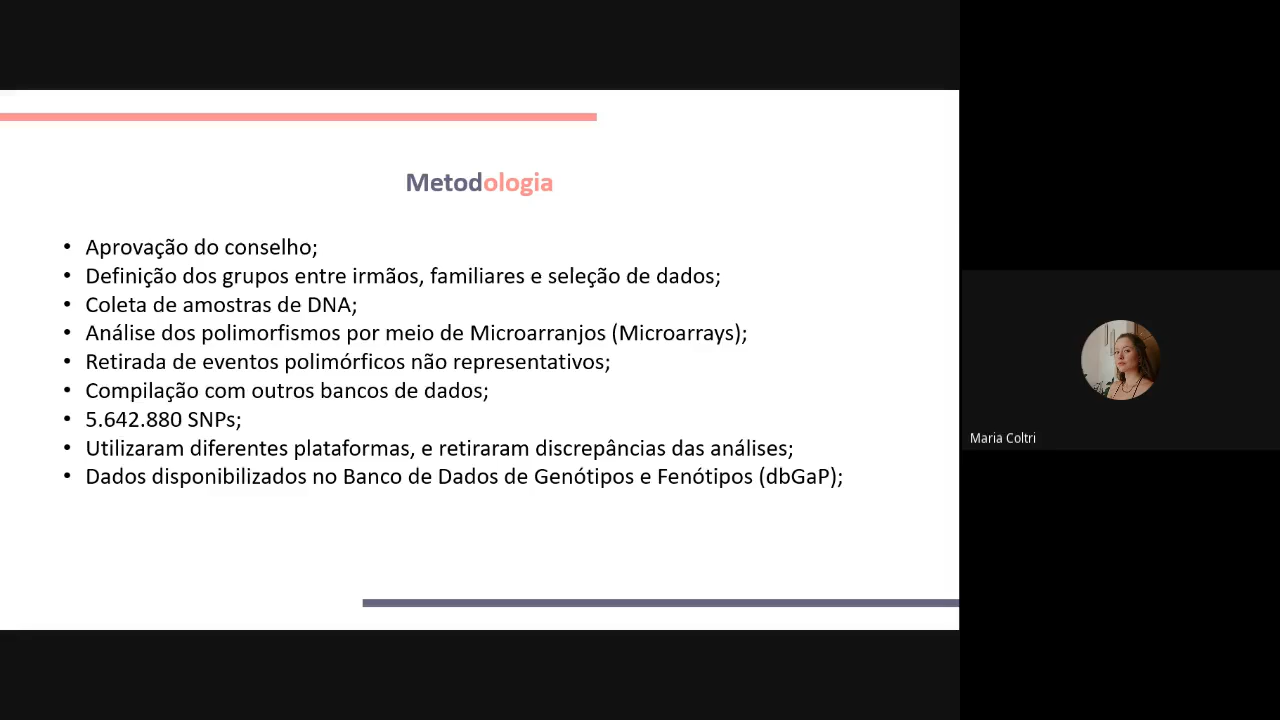 Metodologia
• Aprovação do conselho;
• Definição dos grupos entre irmãos, familiares e seleção de dados;
• Coleta de amostras de DNA;
• Análise dos polimorfismos por meio de Microarranjos (Microarrays);
• Retirada de eventos polimórficos não representativos;
• Compilação com outros bancos de dados;
• 5.642.880 SNPs;
• Utilizaram diferentes plataformas, e retiraram discrepâncias das análises;
• Dados disponibilizados no Banco de Dados de Genótipos e Fenótipos (dbGaP);
Maria Coltri